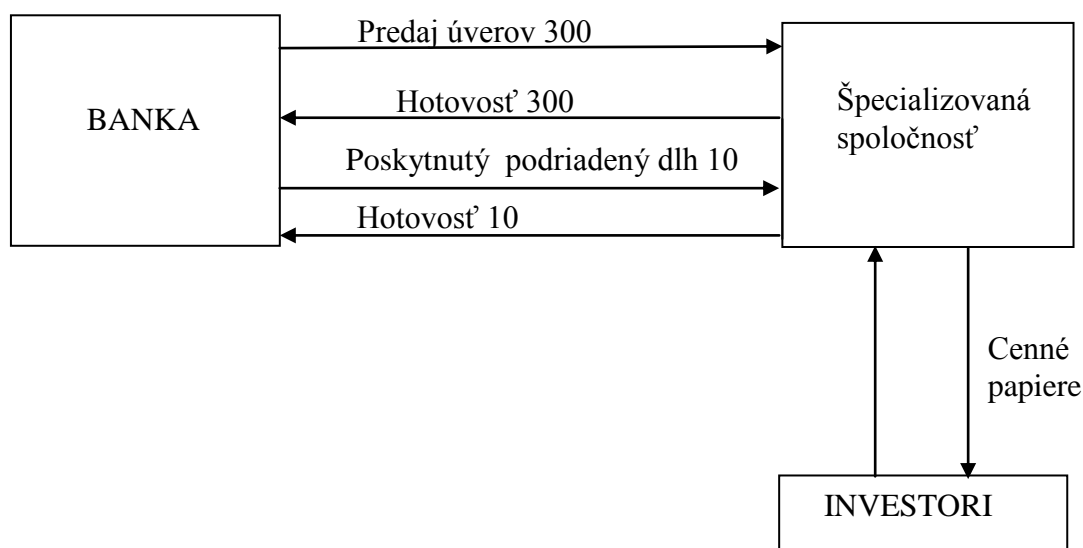 Predaj úverov 300
BANKA
Hotovosť 300
Poskytnutý podriadený dlh 10
Hotovosť 10
Špecializovaná
spoločnosť
Cenné
papiere
INVESTORI